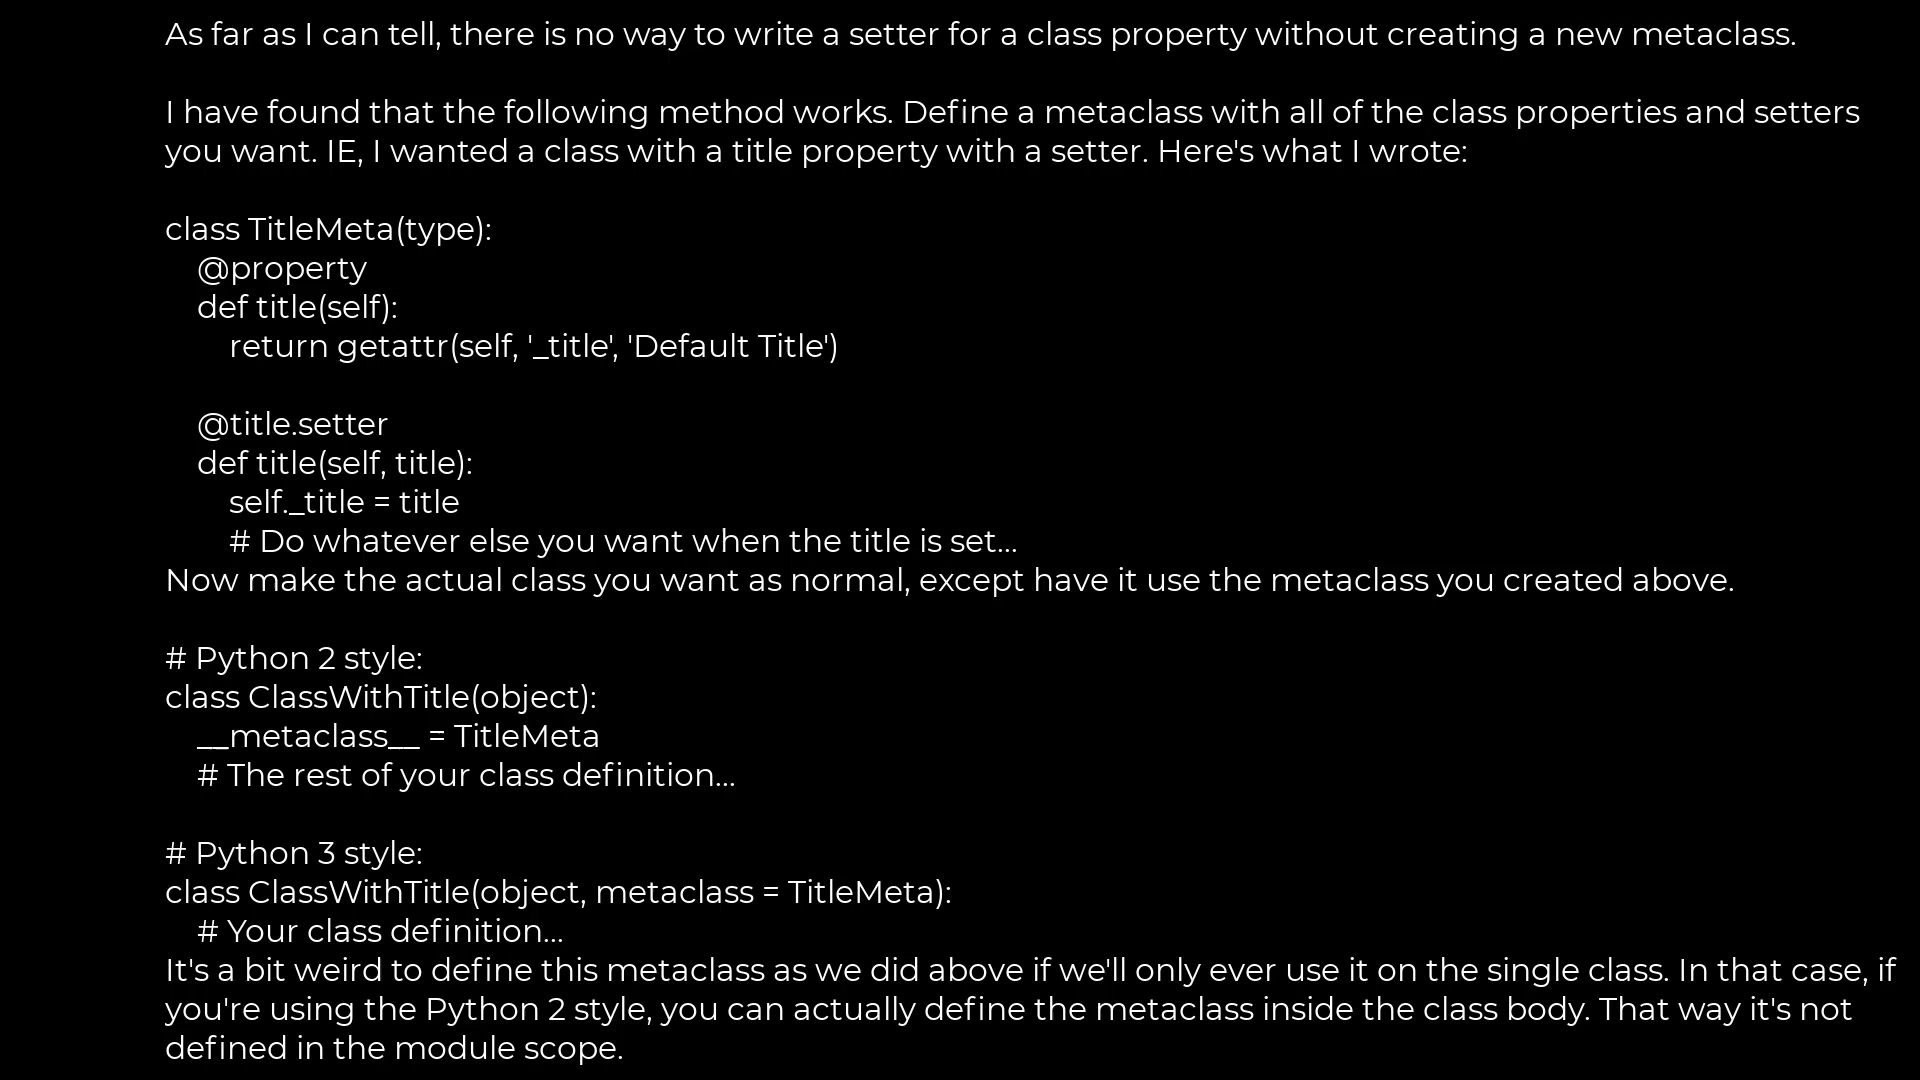 As far as I can tell, there is no way to write a setter for a class property without creating a new metaclass.
I have found that the following method works. Define a metaclass with all of the class properties and setters
you want. IE, I wanted a class with a title property with a setter. Here's what I wrote:
class TitleMeta(type):
    @property
    def title(self):
        return getattr(self, '_title', 'Default Title')
    @title.setter
    def title(self, title):
        self._title = title
        # Do whatever else you want when the title is set...
Now make the actual class you want as normal, except have it use the metaclass you created above.
# Python 2 style:
class ClassWithTitle(object):
    __metaclass__ = TitleMeta
    # The rest of your class definition...
# Python 3 style:
class ClassWithTitle(object, metaclass = TitleMeta):
    # Your class definition...
It's a bit weird to define this metaclass as we did above if we'll only ever use it on the single class. In that case, if
you're using the Python 2 style, you can actually define the metaclass inside the class body. That way it's not
defined in the module scope.